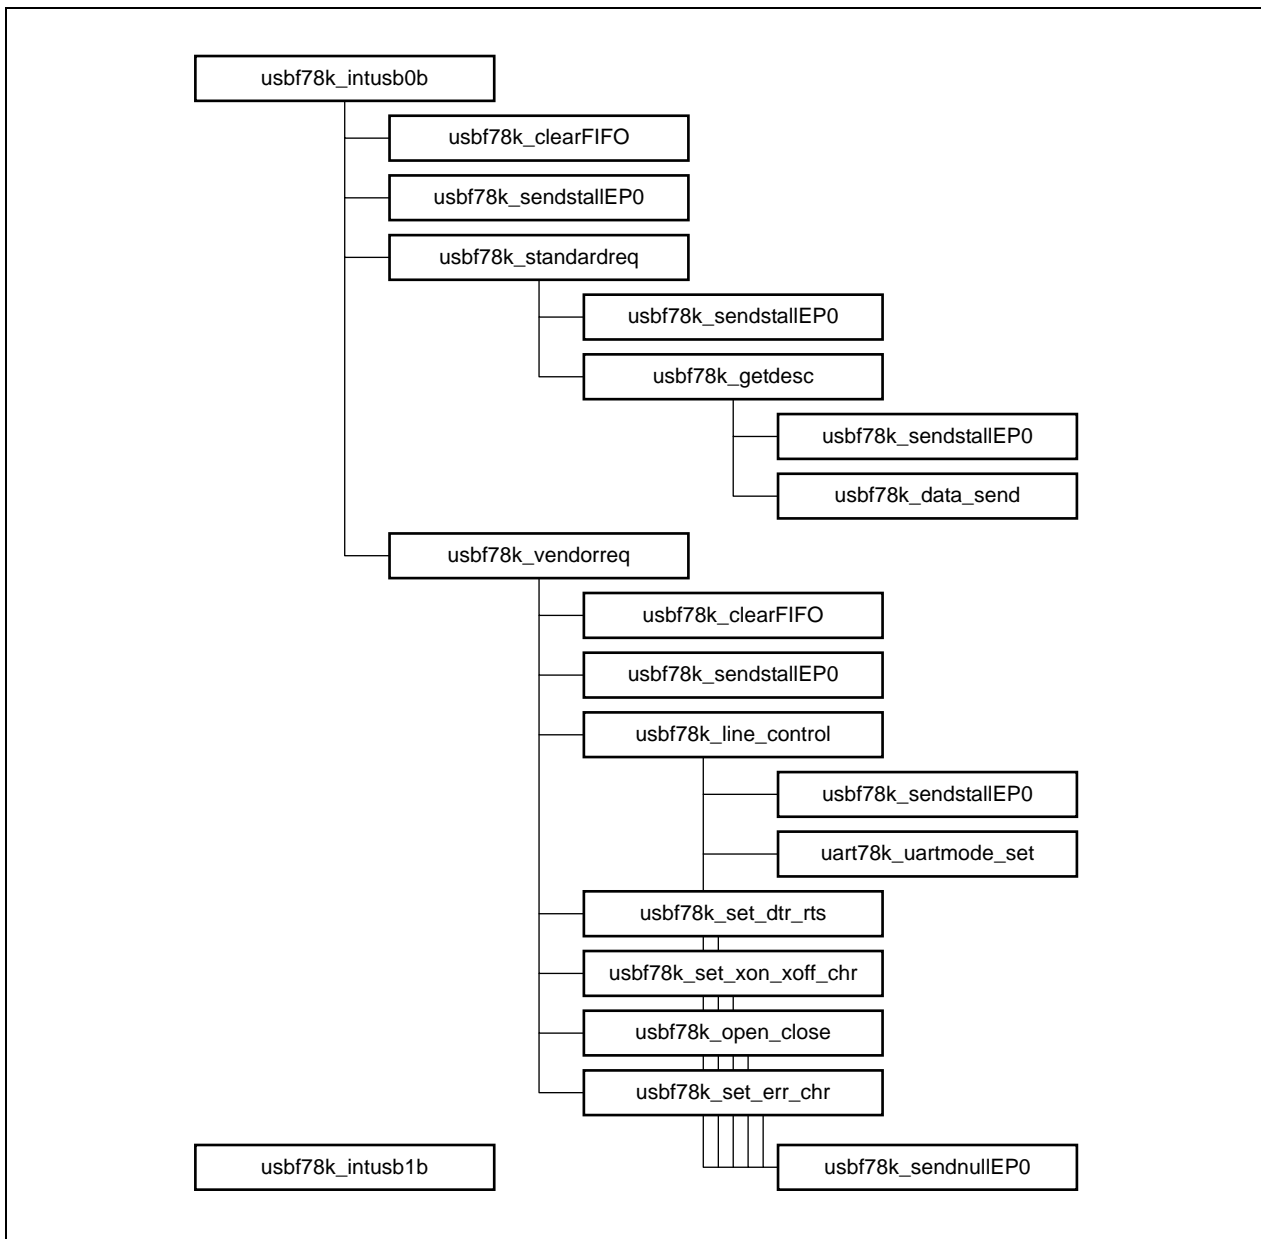 usbf78k_intusb0b
usbf78k_clearFIFO
usbf78k_sendstallEP0
usbf78k_standardreq
usbf78k_sendstallEP0
usbf78k_getdesc
usbf78k_sendstallEP0
usbf78k_data_send
usbf78k_vendorreq
usbf78k_clearFIFO
usbf78k_sendstallEP0
usbf78k_line_control
usbf78k_sendstallEP0
uart78k_uartmode_set
usbf78k_set_dtr_rts
usbf78k_set_xon_xoff_chr
usbf78k_open_close
usbf78k_set_err_chr
usbf78k_intusb1b
usbf78k_sendnullEP0